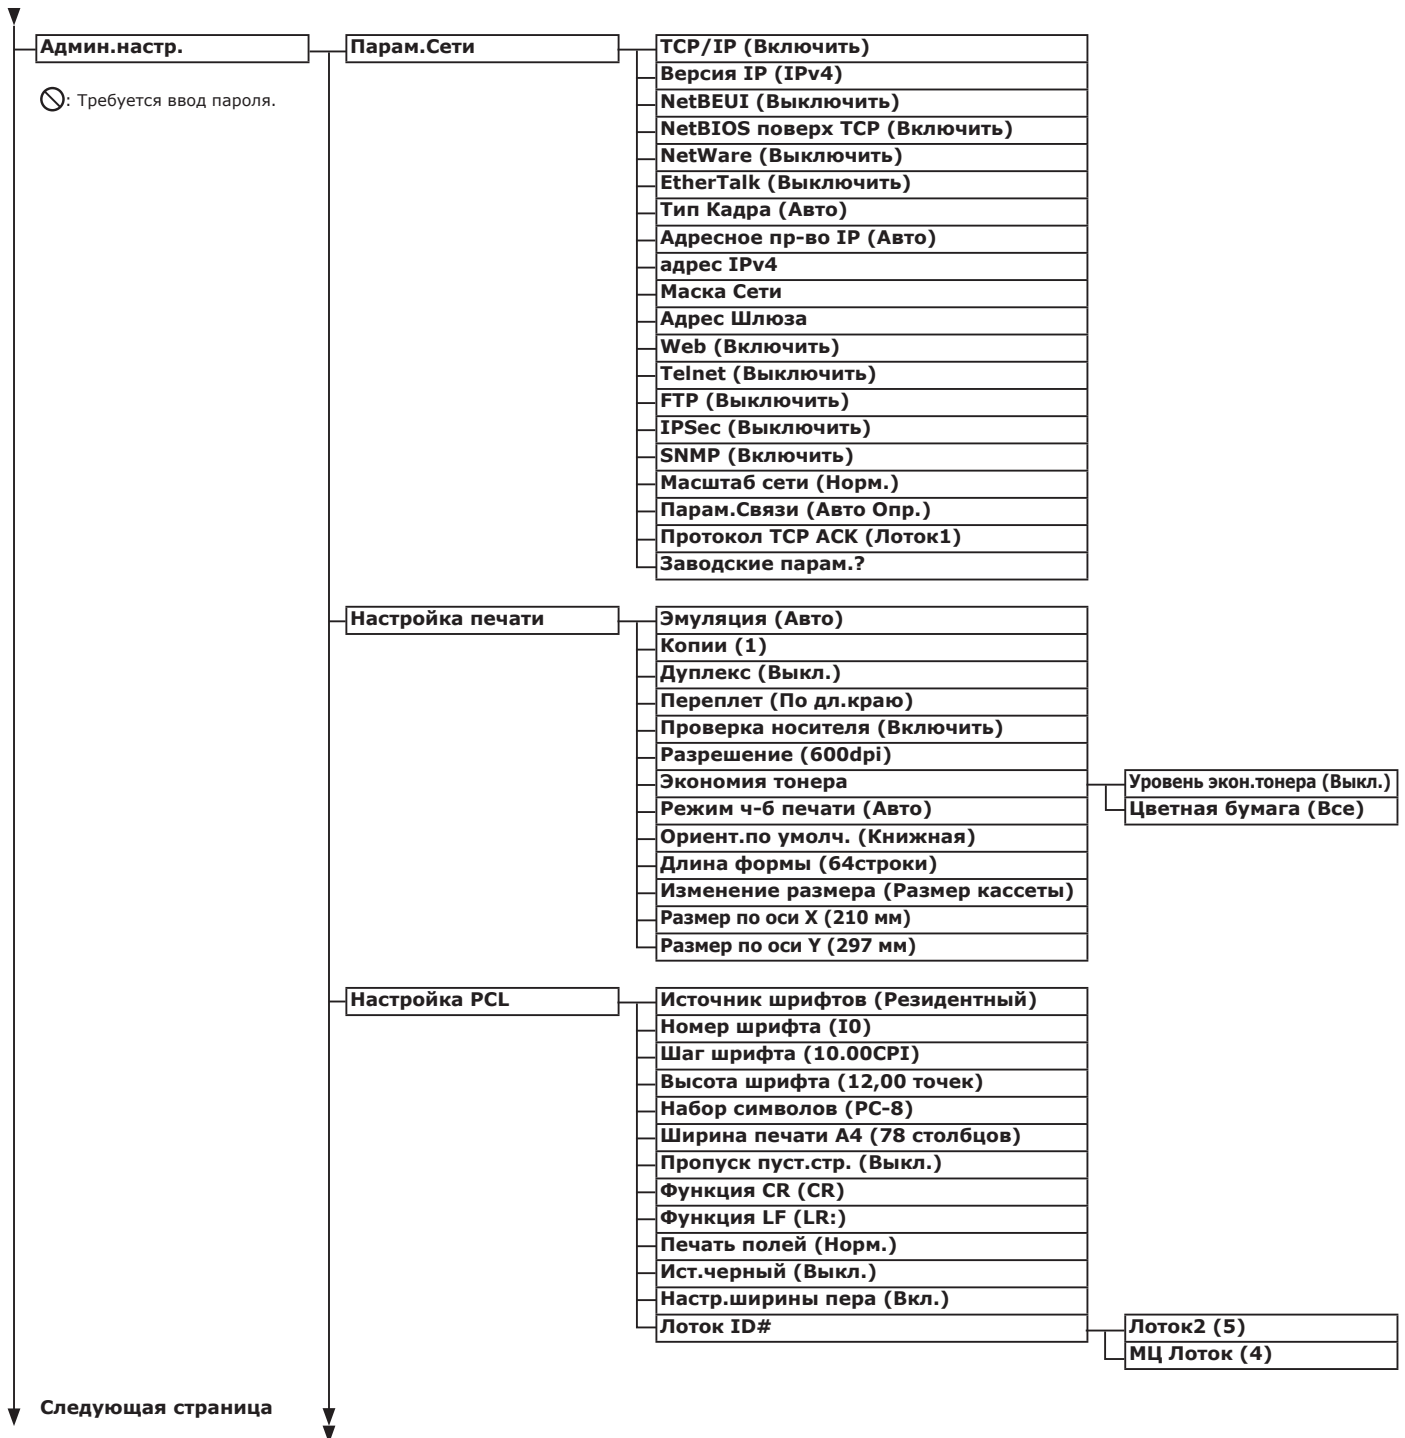 Админ.настр.
: Требуется ввод пароля.
Парам.Сети
TCP/IP (Включить)
Версия IP (IPv4)
NetBEUI (Выключить)
NetBIOS поверх TCP (Включить)
NetWare (Выключить)
EtherTalk (Выключить)
Тип Кадра (Авто)
Адресное пр-во IP (Авто)
адрес IPv4
Маска Сети
Адрес Шлюза
Web (Включить)
Telnet (Выключить)
FTP (Выключить)
IPSec (Выключить)
SNMP (Включить)
Масштаб сети (Норм.)
Парам.Связи (Авто Опр.)
Протокол TCP ACK (Лоток1)
Заводские парам.?
Настройка печати
Эмуляция (Авто)
Копии (1)
Дуплекс (Выкл.)
Переплет (По дл.краю)
Проверка носителя (Включить)
Разрешение (600dpi)
Экономия тонера
Уровень экон.тонера (Выкл.)
Цветная бумага (Все)
Режим ч-б печати (Авто)
Ориент.по умолч. (Книжная)
Длина формы (64строки)
Изменение размера (Размер кассеты)
Размер по оси X (210 мм)
Размер по оси Y (297 мм)
Настройка PCL
Источник шрифтов (Резидентный)
Номер шрифта (I0)
Шаг шрифта (10.00CPI)
Высота шрифта (12,00 точек)
Набор символов (PC-8)
Ширина печати A4 (78 столбцов)
Пропуск пуст.стр. (Выкл.)
Функция CR (CR)
Функция LF (LR:)
Печать полей (Норм.)
Ист.черный (Выкл.)
Настр.ширины пера (Вкл.)
Лоток ID#
Лоток2 (5)
МЦ Лоток (4)
Следующая страница